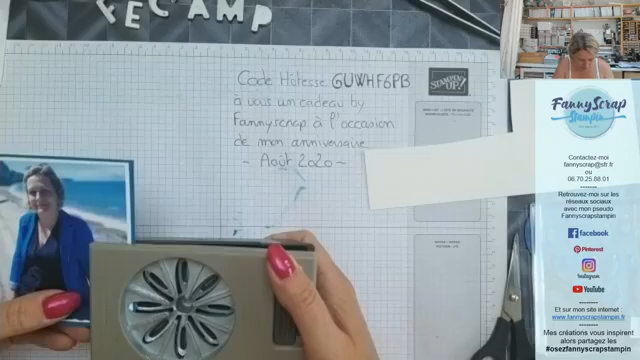 FECAMP
Code Hôtesse GUWHF6PB
à vous un cadeau by
Fannyscrap à l'occasion
de mon anniversaire
- Août 2020 -
STAMPIN' UP!
FannyScrap
Stampin
Contactez-moi
fannyscrap@sfr.fr
ou
06.70.25.88.01
--------
Retrouvez-moi sur les
réseaux sociaux
avec mon pseudo
Fannyscrapstampin
facebook
Pinterest
Instagram
YouTube
--------
Et sur mon site internet :
www.fannyscrapstampin.fr
--------
Mes créations vous inspirent
alors partagez les
#osezfannyscrapstampin